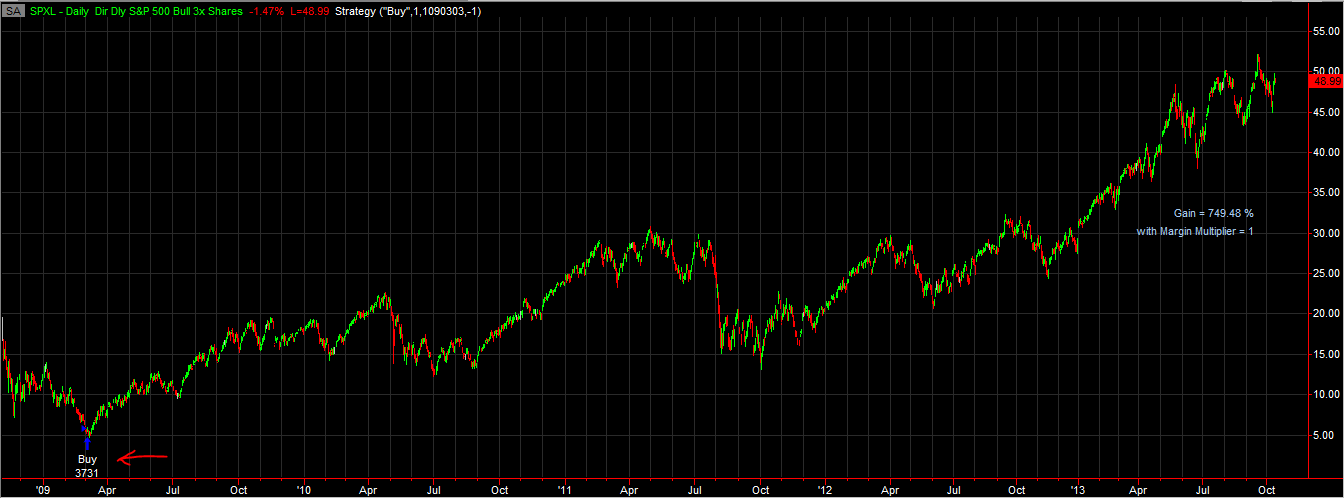 SA SPXL - Daily Dir Dly S&P 500 Bull 3x Shares -1.47% L=48.99 Strategy ("Buy",1,1090303,-1)
55.00
50.00
48.99
45.00
40.00
35.00
Gain = 749.48 %
with Margin Multiplier = 1
30.00
25.00
20.00
15.00
10.00
5.00
Buy
3731
'09 Apr Jul Oct '10 Apr Jul Oct '11 Apr Jul Oct '12 Apr Jul Oct '13 Apr Jul Oct